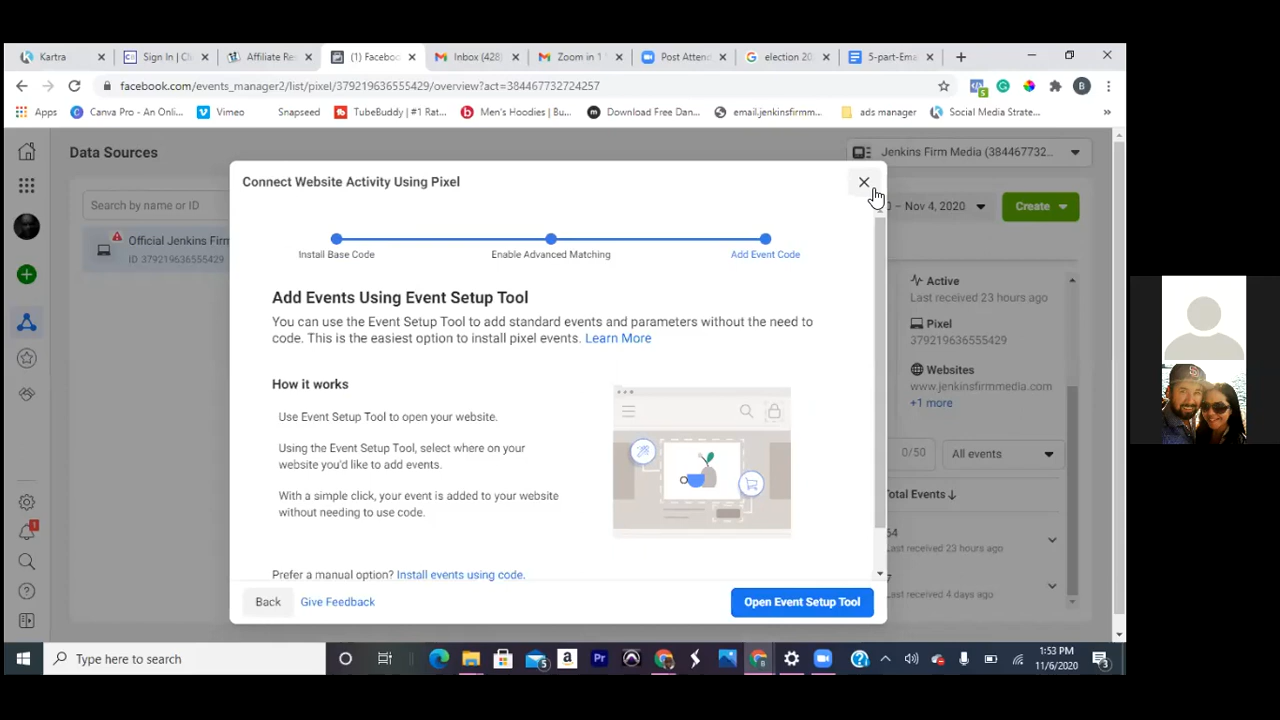 Kartra
Sign In | Cl
Affiliate Re
(1) Facebo
Inbox (428)
Zoom in 1
Post Attend
election 20
5-part-Ema
facebook.com/events_manager2/list/pixel/379219636555429/overview?act=384467732724257
5
B
Apps
Canva Pro - An Onli...
Vimeo
Snapseed
TubeBuddy | #1 Rat...
Men's Hoodies | Bu...
Download Free Dan...
email.jenkinsfirmm...
ads manager
Social Media Strate...
»
Data Sources
Jenkins Firm Media (384467732...
Search by name or ID
0 – Nov 4, 2020
Create
Official Jenkins Firm
ID 379219636555429
Connect Website Activity Using Pixel
Install Base Code
Enable Advanced Matching
Add Event Code
Add Events Using Event Setup Tool
You can use the Event Setup Tool to add standard events and parameters without the need to
code. This is the easiest option to install pixel events. Learn More
How it works
Use Event Setup Tool to open your website.
Using the Event Setup Tool, select where on your
website you'd like to add events.
With a simple click, your event is added to your website
without needing to use code.
Prefer a manual option? Install events using code.
Back
Give Feedback
Open Event Setup Tool
Active
Last received 23 hours ago
Pixel
379219636555429
Websites
www.jenkinsfirmmedia.com
+1 more
0/50
All events
Total Events
64
Last received 23 hours ago
7
Last received 4 days ago
1
Type here to search
5
a
Pr
1:53 PM
11/6/2020
3